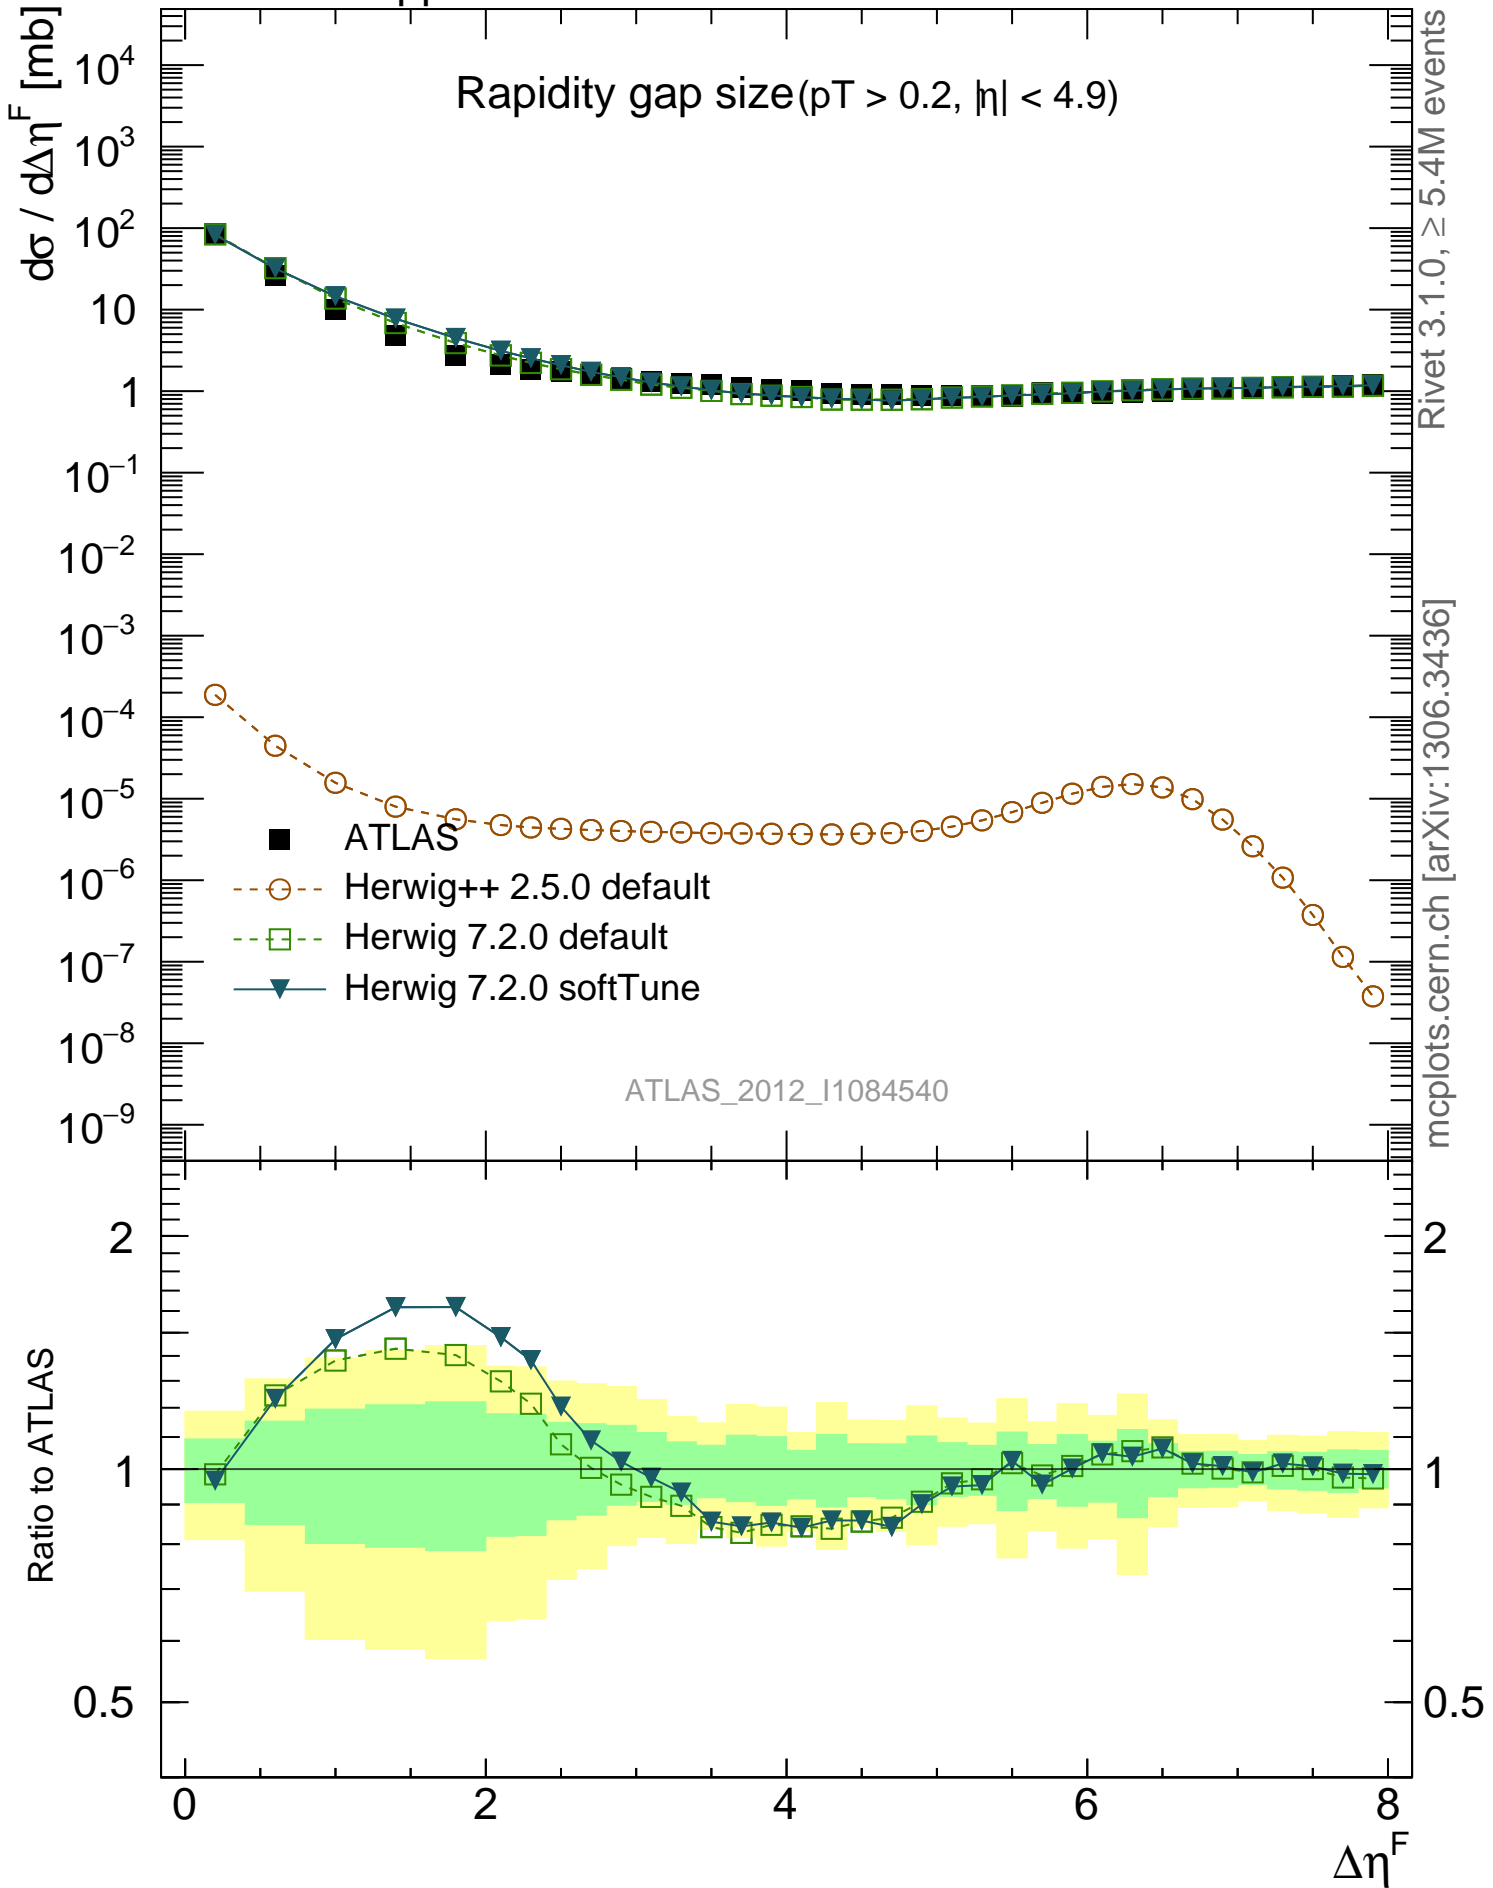 pp
Rapidity gap size (pT > 0.2, |η| < 4.9)
dσ / dΔη^F [mb]
10^4
10^3
10^2
10
1
10^−1
10^−2
10^−3
10^−4
10^−5
10^−6
10^−7
10^−8
10^−9
ATLAS
Herwig++ 2.5.0 default
Herwig 7.2.0 default
Herwig 7.2.0 softTune
ATLAS_2012_I1084540
Rivet 3.1.0, ≥ 5.4M events
mcplots.cern.ch [arXiv:1306.3436]
Ratio to ATLAS
2
1
0.5
2
1
0.5
0 2 4 6 8
Δη^F